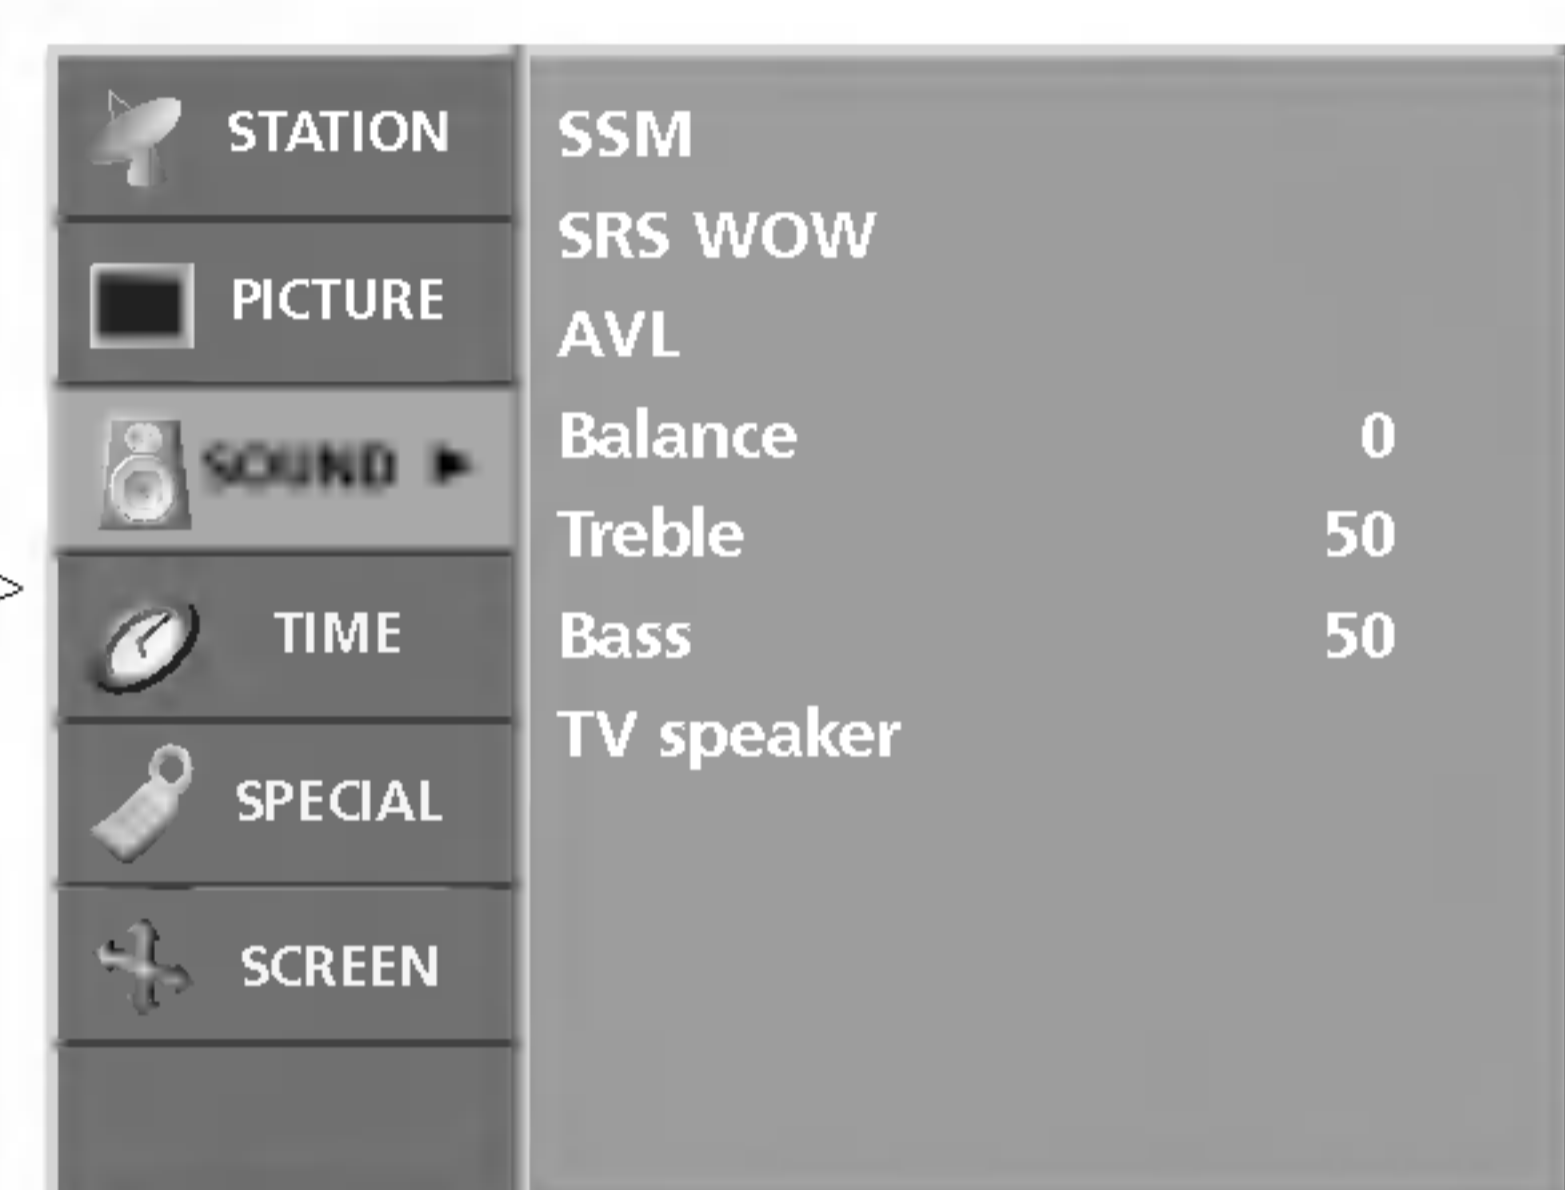 STATION
PICTURE
SOUND ►
TIME
SPECIAL
SCREEN
SSM
SRS WOW
AVL
Balance 0
Treble 50
Bass 50
TV speaker